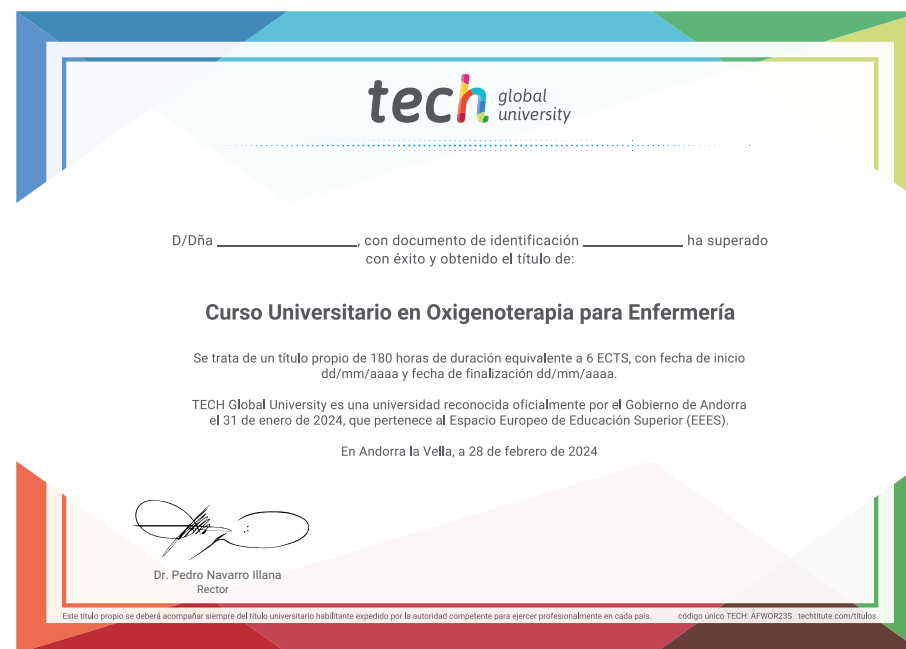 tech global university
D/Dña ____________________, con documento de identificación ______________ ha superado
con éxito y obtenido el título de:
Curso Universitario en Oxigenoterapia para Enfermería
Se trata de un título propio de 180 horas de duración equivalente a 6 ECTS, con fecha de inicio
dd/mm/aaaa y fecha de finalización dd/mm/aaaa.
TECH Global University es una universidad reconocida oficialmente por el Gobierno de Andorra
el 31 de enero de 2024, que pertenece al Espacio Europeo de Educación Superior (EEES).
En Andorra la Vella, a 28 de febrero de 2024
Dr. Pedro Navarro Illana
Rector
Este título propio se deberá acompañar siempre del título universitario habilitante expedido por la autoridad competente para ejercer profesionalmente en cada país. código único TECH: AFWOR23S techtitute.com/titulos